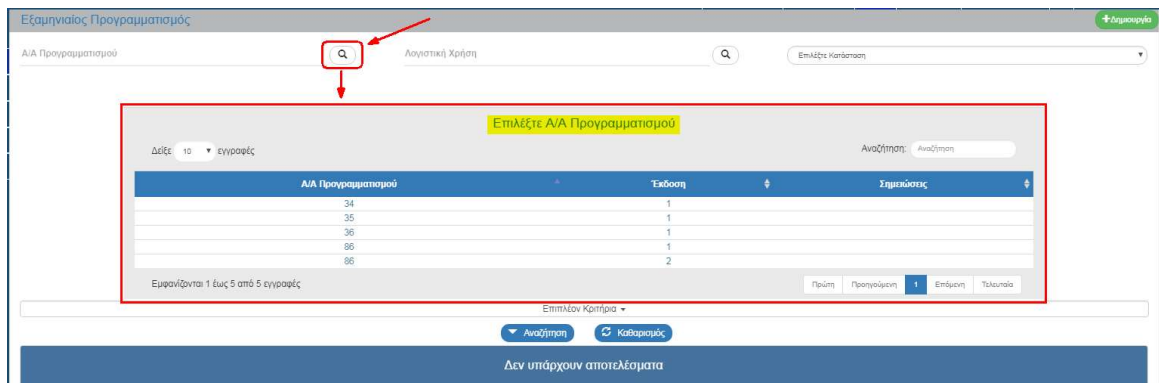 Εξαμηνιαίος Προγραμματισμός
+Δημιουργία
Α/Α Προγραμματισμού
Λογιστική Χρήση
Επιλέξτε Κατάσταση
Επιλέξτε Α/Α Προγραμματισμού
Δείξε 10 εγγραφές
Αναζήτηση: Αναζήτηση
Α/Α Προγραμματισμού Έκδοση Σημειώσεις
34 1
35 1
36 1
86 1
86 2
Εμφανίζονται 1 έως 5 από 5 εγγραφές
Πρώτη Προηγούμενη 1 Επόμενη Τελευταία
Επιπλέον Κριτήρια
Αναζήτηση Καθαρισμός
Δεν υπάρχουν αποτελέσματα